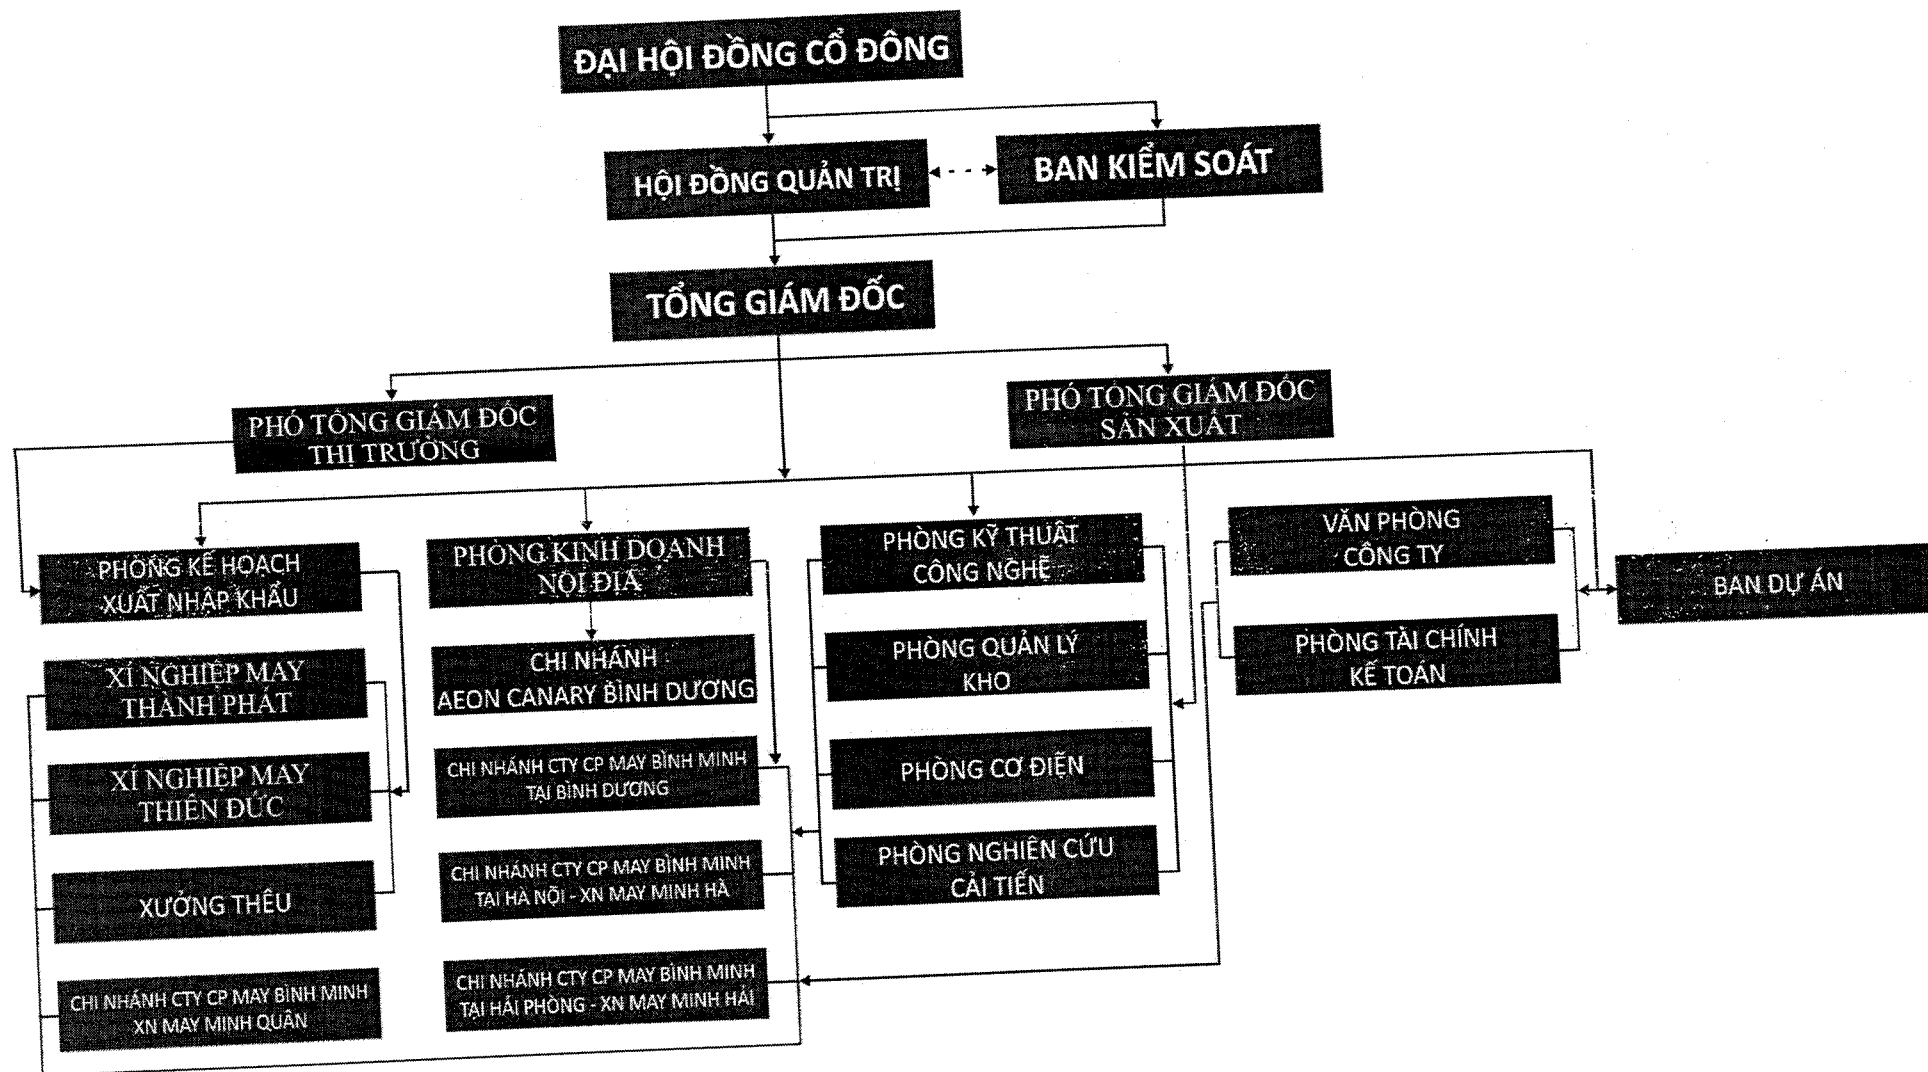 ĐẠI HỘI ĐỒNG CỔ ĐÔNG
HỘI ĐỒNG QUẢN TRỊ
BAN KIỂM SOÁT
TỔNG GIÁM ĐỐC
PHÓ TỔNG GIÁM ĐỐC
THỊ TRƯỜNG
PHÓ TỔNG GIÁM ĐỐC
SẢN XUẤT
PHÒNG KẾ HOẠCH
XUẤT NHẬP KHẨU
PHÒNG KINH DOANH
NỘI ĐỊA
PHÒNG KỸ THUẬT
CÔNG NGHỆ
VĂN PHÒNG
CÔNG TY
BAN DỰ ÁN
XÍ NGHIỆP MAY
THÀNH PHÁT
CHI NHÁNH
AEON CANARY BÌNH DƯƠNG
PHÒNG QUẢN LÝ
KHO
PHÒNG TÀI CHÍNH
KẾ TOÁN
XÍ NGHIỆP MAY
THIÊN ĐỨC
CHI NHÁNH CTY CP MAY BÌNH MINH
TẠI BÌNH DƯƠNG
PHÒNG CƠ ĐIỆN
XƯỞNG THÊU
CHI NHÁNH CTY CP MAY BÌNH MINH
TẠI HÀ NỘI - XN MAY MINH HÀ
PHÒNG NGHIÊN CỨU
CẢI TIẾN
CHI NHÁNH CTY CP MAY BÌNH MINH
XN MAY MINH QUÂN
CHI NHÁNH CTY CP MAY BÌNH MINH
TẠI HẢI PHÒNG - XN MAY MINH HẢI